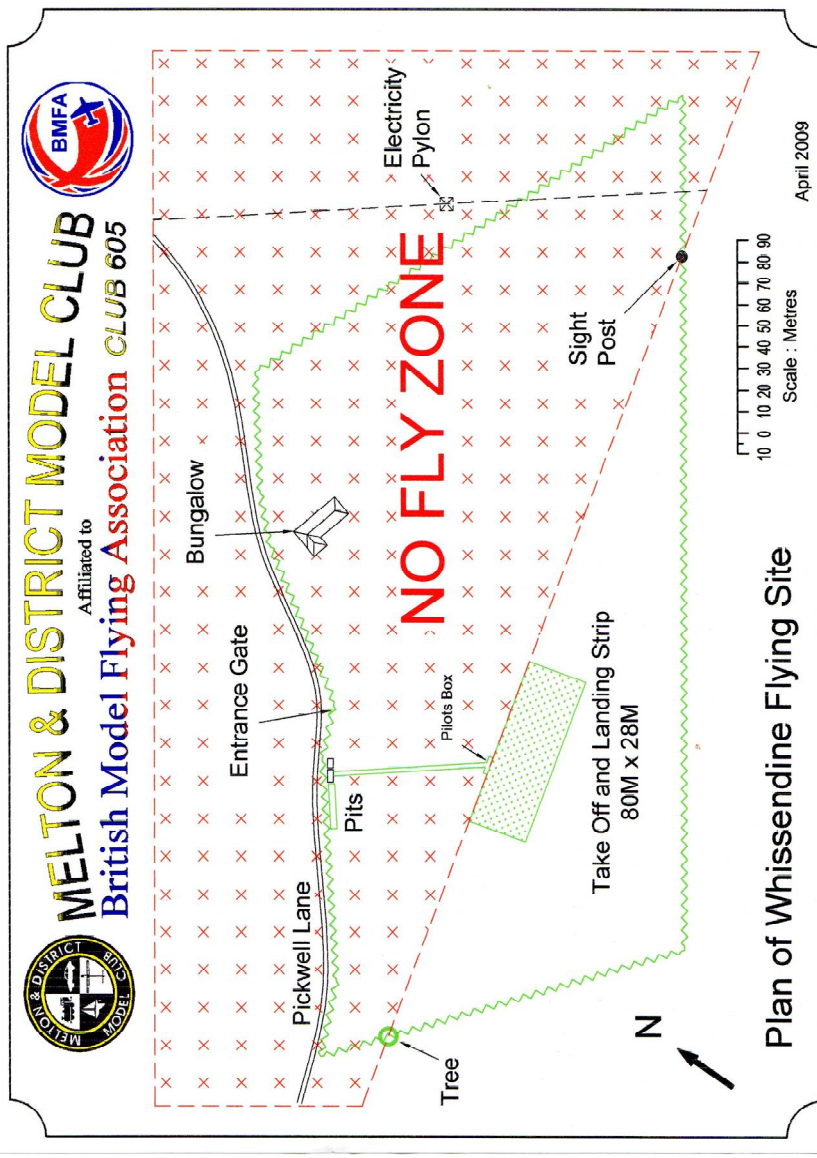 MELTON & DISTRICT MODEL CLUB
Affiliated to
British Model Flying Association CLUB 605
MELTON & DISTRICT
MODEL CLUB
BMFA
Pickwell Lane
Entrance Gate
Bungalow
Electricity
Pylon
Pits
Pilots Box
NO FLY ZONE
Tree
Take Off and Landing Strip
80M x 28M
Sight
Post
N
10 0 10 20 30 40 50 60 70 80 90
Scale : Metres
Plan of Whissendine Flying Site
April 2009